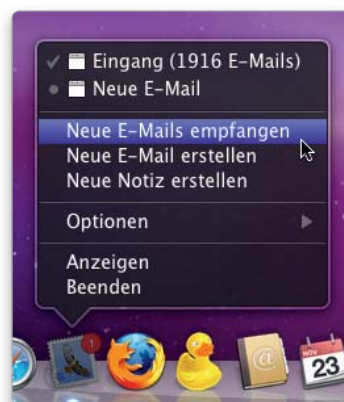 Eingang (1916 E-Mails)
Neue E-Mail
Neue E-Mails empfangen
Neue E-Mail erstellen
Neue Notiz erstellen
Optionen
Anzeigen
Beenden
1
@
NOV
23